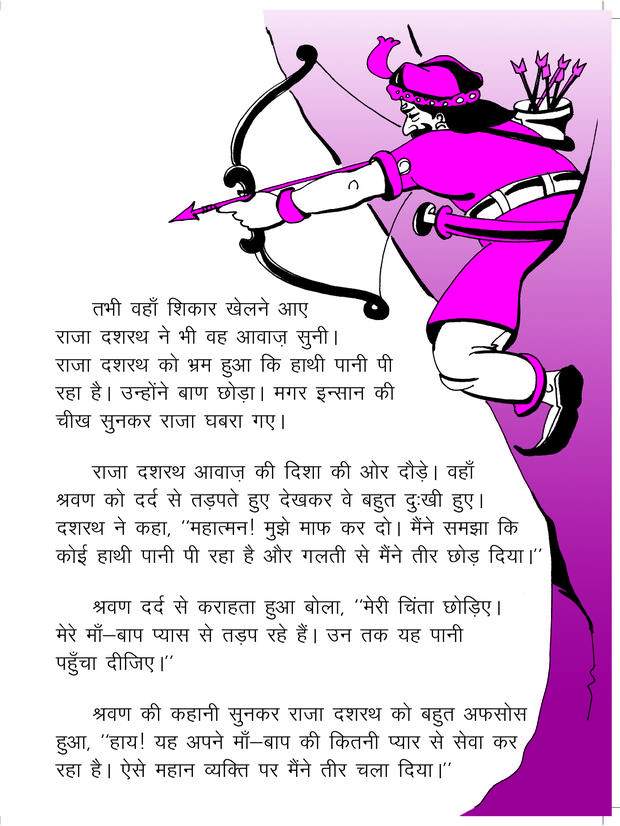 तभी वहाँ शिकार खेलने आए
राजा दशरथ ने भी वह आवाज़ सुनी।
राजा दशरथ को भ्रम हुआ कि हाथी पानी पी
रहा है। उन्होंने बाण छोड़ा। मगर इन्सान की
चीख सुनकर राजा घबरा गए।
राजा दशरथ आवाज़ की दिशा की ओर दौड़े। वहाँ
श्रवण को दर्द से तड़पते हुए देखकर वे बहुत दुःखी हुए।
दशरथ ने कहा, ‘‘महात्मन! मुझे माफ कर दो। मैंने समझा कि
कोई हाथी पानी पी रहा है और गलती से मैंने तीर छोड़ दिया।’’
श्रवण दर्द से कराहता हुआ बोला, ‘‘मेरी चिंता छोड़िए।
मेरे माँ–बाप प्यास से तड़प रहे हैं। उन तक यह पानी
पहुँचा दीजिए।’’
श्रवण की कहानी सुनकर राजा दशरथ को बहुत अफसोस
हुआ, ‘‘हाय! यह अपने माँ–बाप की कितनी प्यार से सेवा कर
रहा है। ऐसे महान व्यक्ति पर मैंने तीर चला दिया।’’